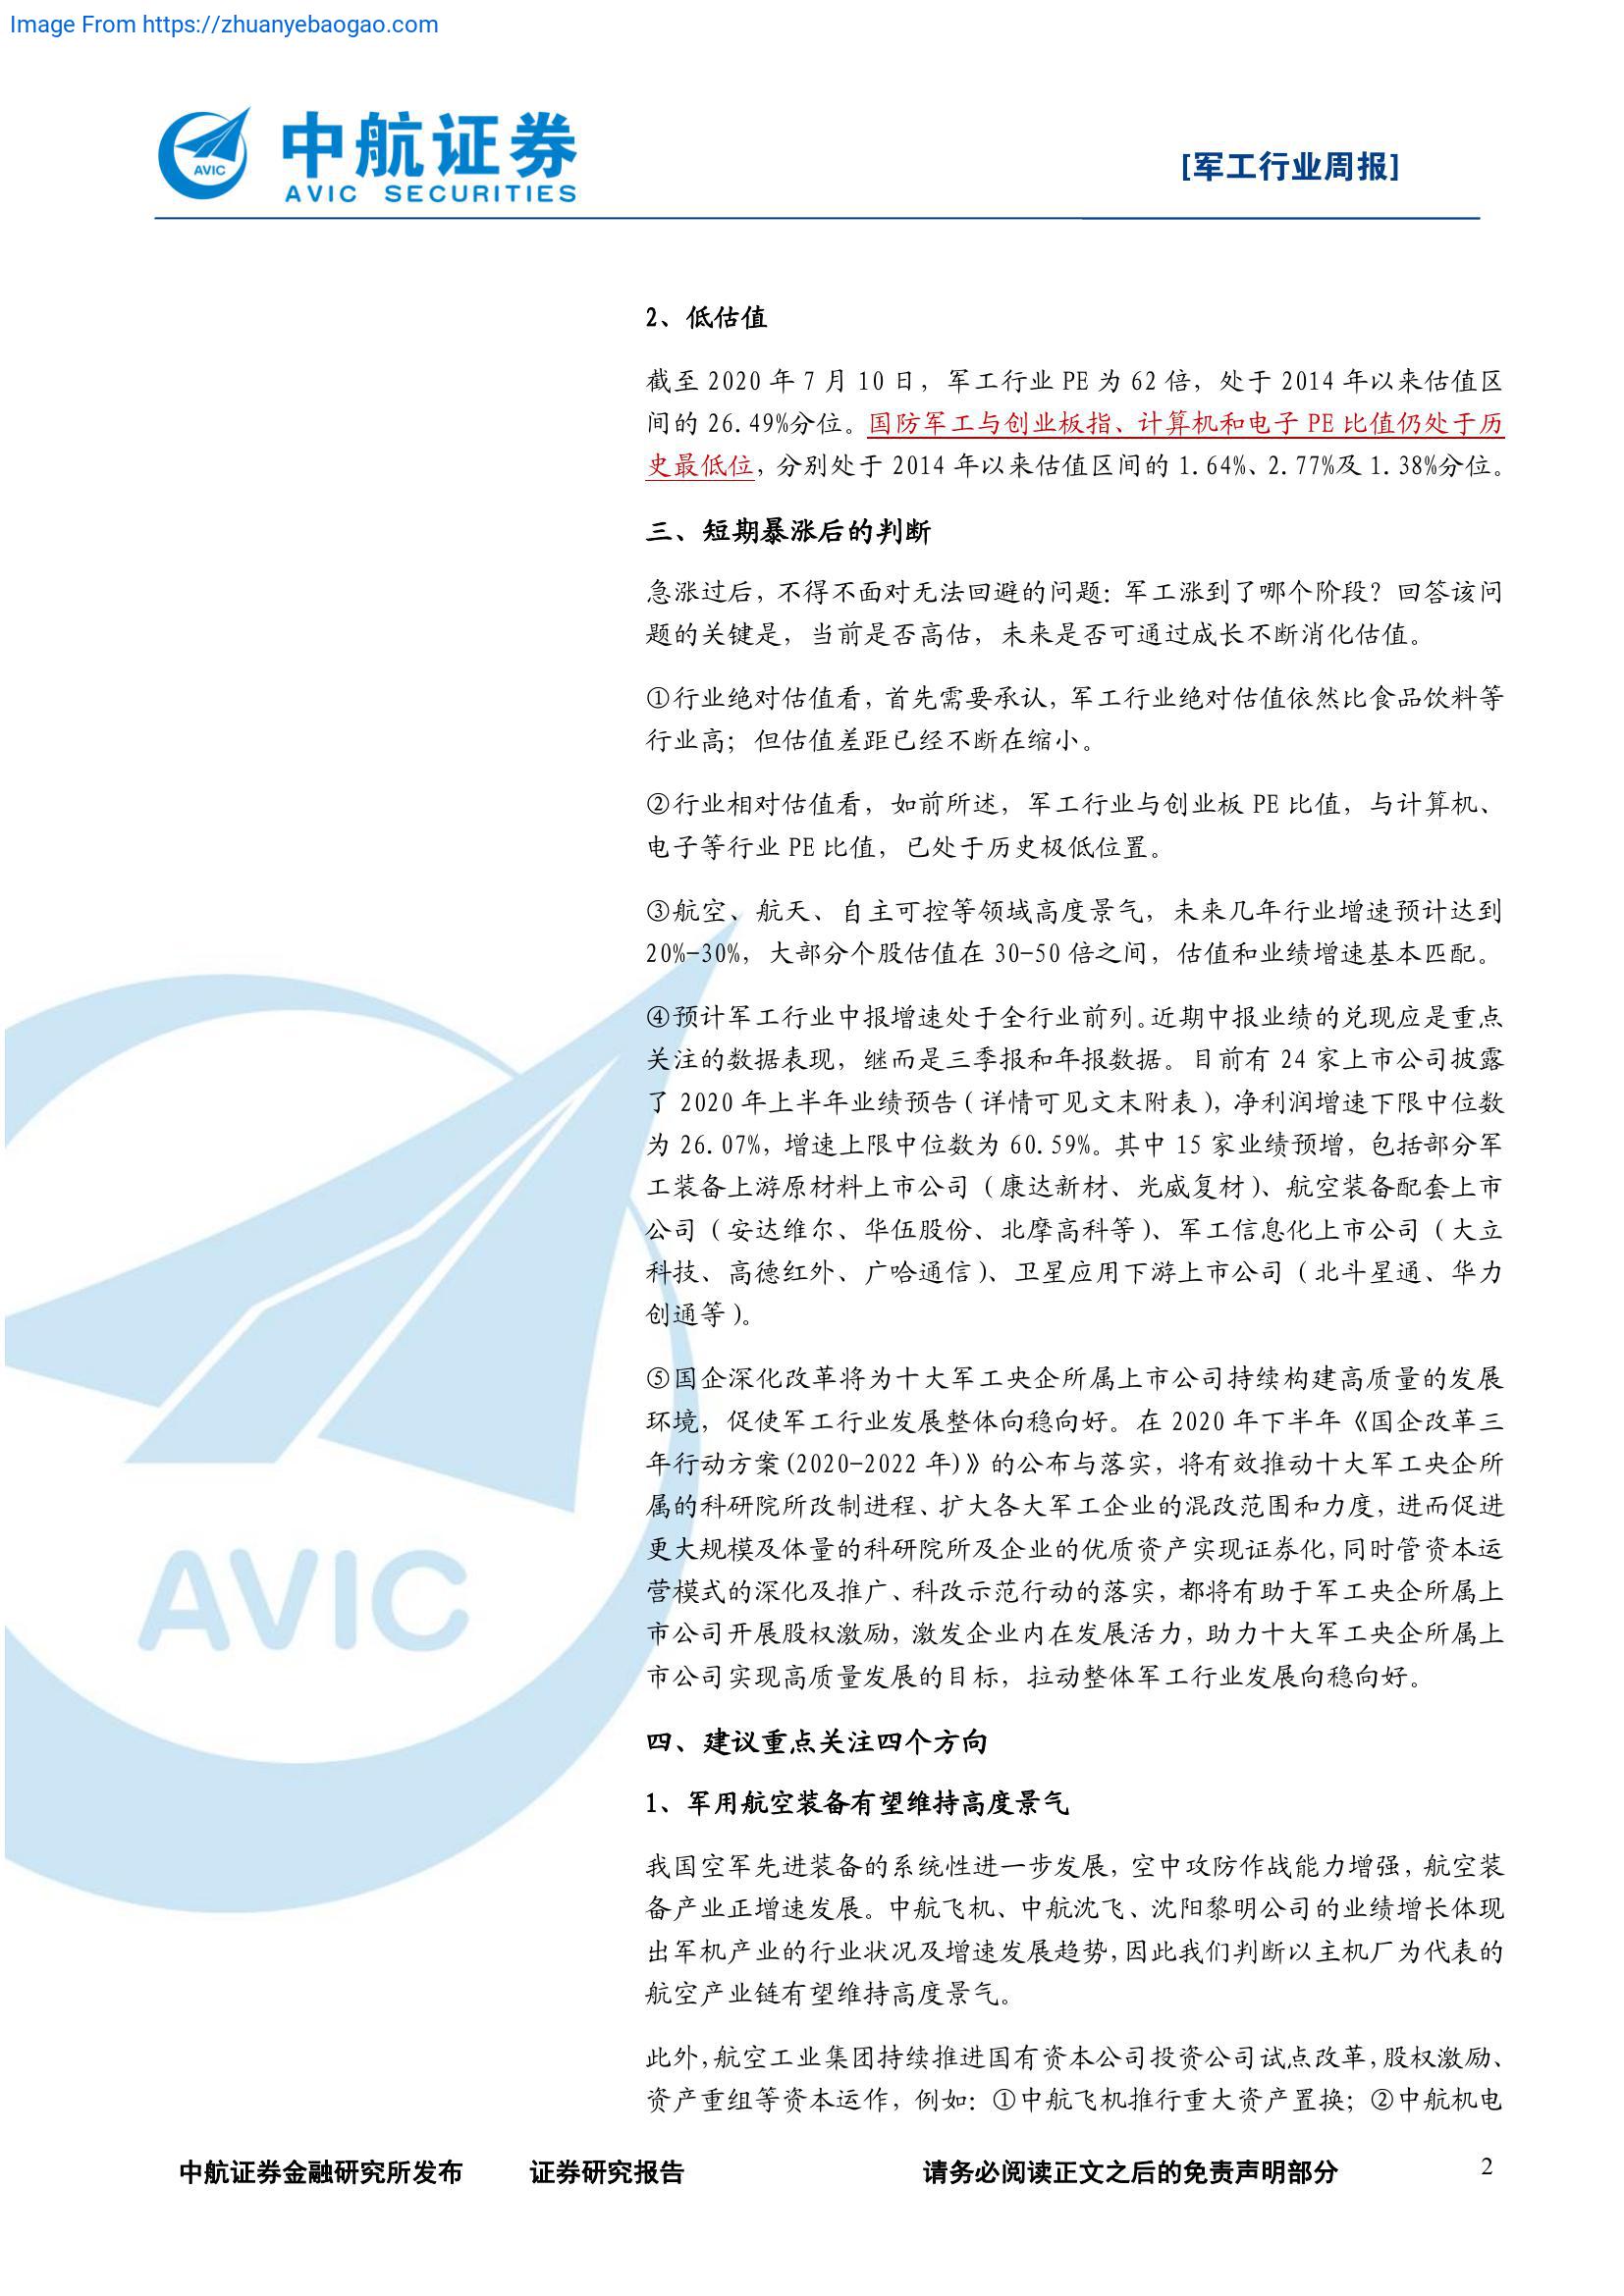 Image From https://zhuanyebaogao.com
AVIC
中航证券
AVIC SECURITIES
[军工行业周报]
2、低估值
截至 2020 年 7 月 10 日，军工行业 PE 为 62 倍，处于 2014 年以来估值区
间的 26.49%分位。国防军工与创业板指、计算机和电子 PE 比值仍处于历
史最低位，分别处于 2014 年以来估值区间的 1.64%、2.77%及 1.38%分位。
三、短期暴涨后的判断
急涨过后，不得不面对无法回避的问题：军工涨到了哪个阶段？回答该问
题的关键是，当前是否高估，未来是否可通过成长不断消化估值。
①行业绝对估值看，首先需要承认，军工行业绝对估值依然比食品饮料等
行业高；但估值差距已经不断在缩小。
②行业相对估值看，如前所述，军工行业与创业板 PE 比值，与计算机、
电子等行业 PE 比值，已处于历史极低位置。
③航空、航天、自主可控等领域高度景气，未来几年行业增速预计达到
20%-30%，大部分个股估值在 30-50 倍之间，估值和业绩增速基本匹配。
④预计军工行业中报增速处于全行业前列。近期中报业绩的兑现应是重点
关注的数据表现，继而是三季报和年报数据。目前有 24 家上市公司披露
了 2020 年上半年业绩预告（详情可见文末附表），净利润增速下限中位数
为 26.07%，增速上限中位数为 60.59%。其中 15 家业绩预增，包括部分军
工装备上游原材料上市公司（康达新材、光威复材）、航空装备配套上市
公司（安达维尔、华伍股份、北摩高科等）、军工信息化上市公司（大立
科技、高德红外、广哈通信）、卫星应用下游上市公司（北斗星通、华力
创通等）。
⑤国企深化改革将为十大军工央企所属上市公司持续构建高质量的发展
环境，促使军工行业发展整体向稳向好。在 2020 年下半年《国企改革三
年行动方案(2020-2022 年)》的公布与落实，将有效推动十大军工央企所
属的科研院所改制进程、扩大各大军工企业的混改范围和力度，进而促进
更大规模及体量的科研院所及企业的优质资产实现证券化，同时管资本运
营模式的深化及推广、科改示范行动的落实，都将有助于军工央企所属上
市公司开展股权激励，激发企业内在发展活力，助力十大军工央企所属上
市公司实现高质量发展的目标，拉动整体军工行业发展向稳向好。
四、建议重点关注四个方向
1、军用航空装备有望维持高度景气
我国空军先进装备的系统性进一步发展，空中攻防作战能力增强，航空装
备产业正增速发展。中航飞机、中航沈飞、沈阳黎明公司的业绩增长体现
出军机产业的行业状况及增速发展趋势，因此我们判断以主机厂为代表的
航空产业链有望维持高度景气。
此外，航空工业集团持续推进国有资本公司投资公司试点改革，股权激励、
资产重组等资本运作，例如：①中航飞机推行重大资产置换；②中航机电
AVIC
中航证券金融研究所发布 证券研究报告 请务必阅读正文之后的免责声明部分 2